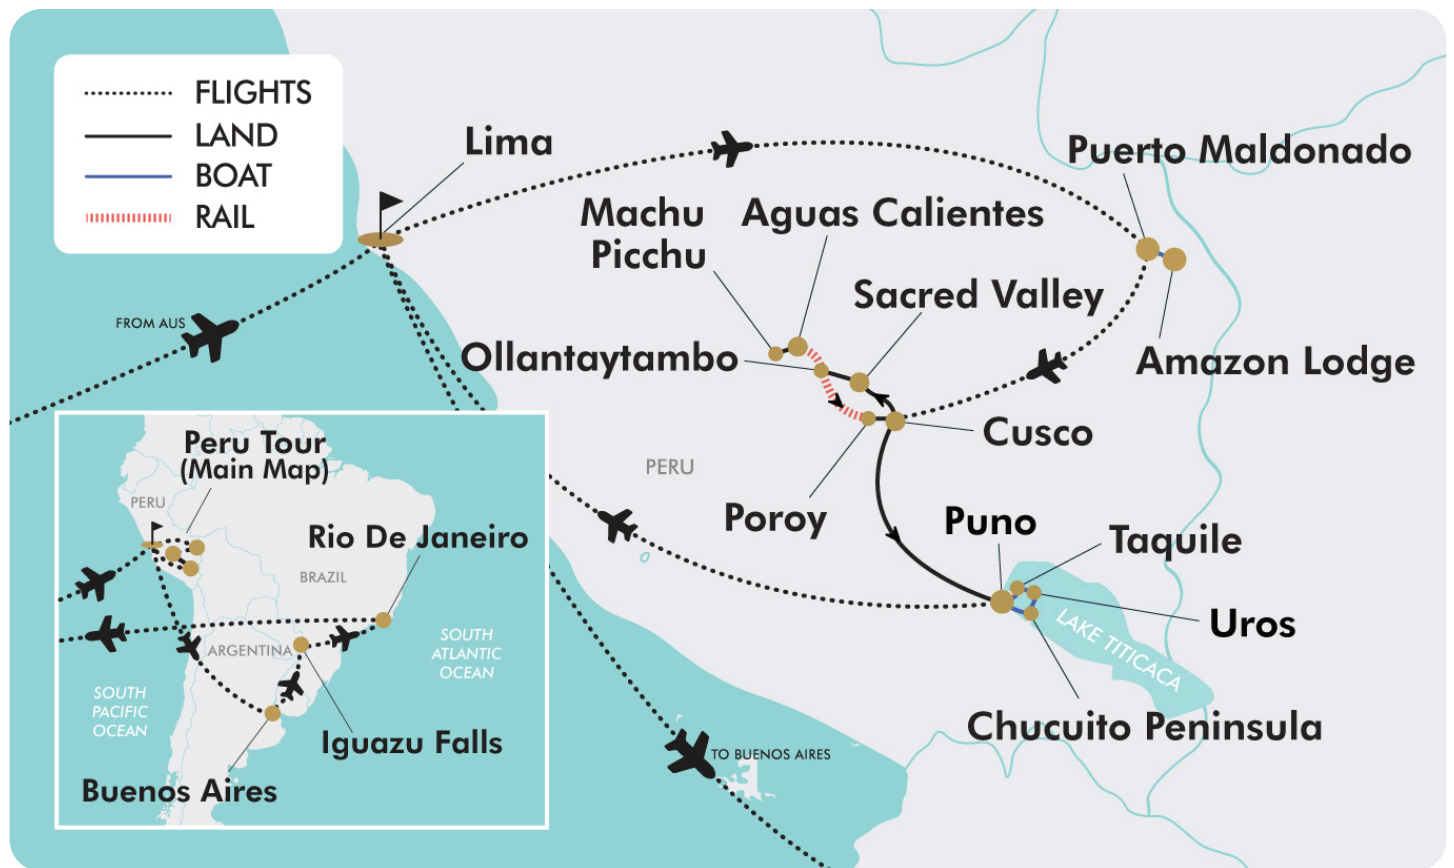 FLIGHTS
LAND
BOAT
RAIL
Lima
Puerto Maldonado
Machu
Picchu
Aguas Calientes
Sacred Valley
FROM AUS
Ollantaytambo
Amazon Lodge
Cusco
PERU
Poroy
Puno
Taquile
Uros
LAKE TITICACA
Chucuito Peninsula
TO BUENOS AIRES
Peru Tour
(Main Map)
PERU
Rio De Janeiro
BRAZIL
ARGENTINA
SOUTH
ATLANTIC
OCEAN
SOUTH
PACIFIC
OCEAN
Iguazu Falls
Buenos Aires